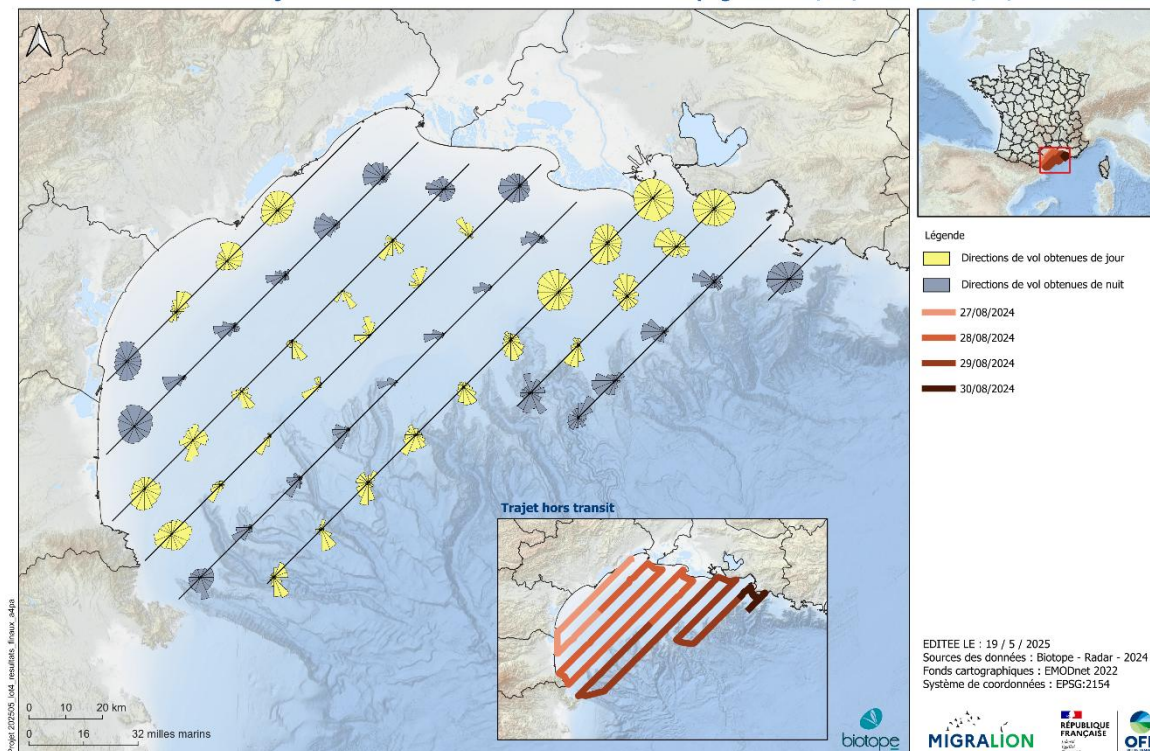 Légende
Directions de vol obtenues de jour
Directions de vol obtenues de nuit
27/08/2024
28/08/2024
29/08/2024
30/08/2024
Trajet hors transit
0 10 20 km
0 16 32 milles marins
Projet 202505_lot4_resultats_finaux_a4pa
biotope
EDITEE LE : 19 / 5 / 2025
Sources des données : Biotope - Radar - 2024
Fonds cartographiques : EMODnet 2022
Système de coordonnées : EPSG:2154
MIGRALION
RÉPUBLIQUE
FRANÇAISE